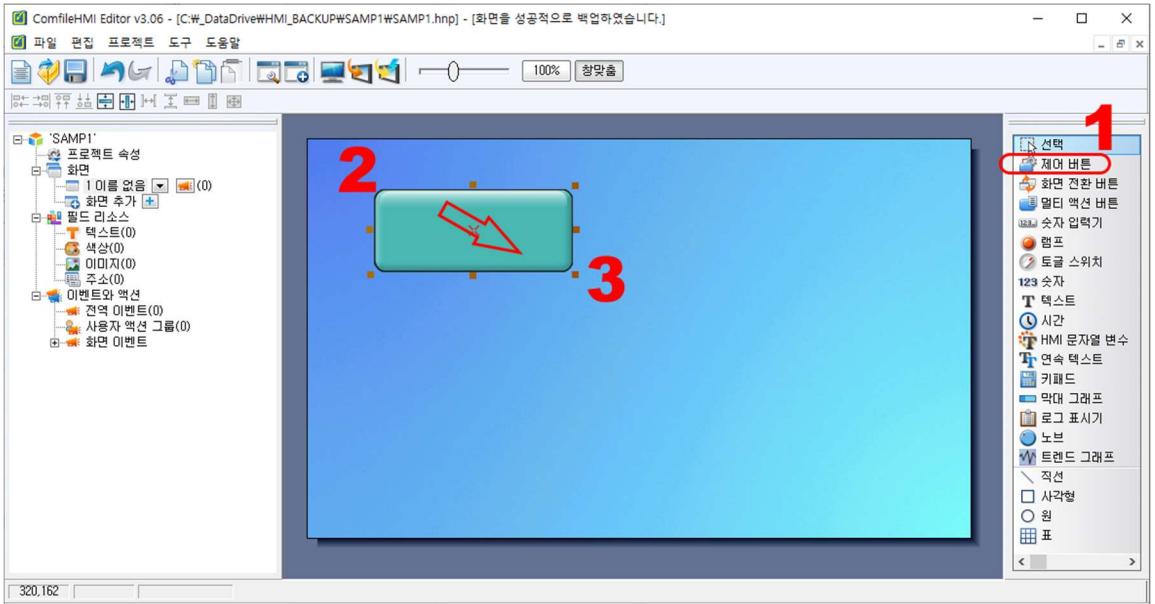 ComfileHMI Editor v3.06 - [C:₩_DataDrive₩HMI_BACKUP₩SAMP1₩SAMP1.hnp] - [화면을 성공적으로 백업하였습니다.]
파일 편집 프로젝트 도구 도움말
100% 창맞춤
'SAMP1'
프로젝트 속성
화면
1 이름 없음 (0)
화면 추가
필드 리소스
텍스트(0)
색상(0)
이미지(0)
주소(0)
이벤트와 액션
전역 이벤트(0)
사용자 액션 그룹(0)
화면 이벤트
2
3
1
선택
제어 버튼
화면 전환 버튼
멀티 액션 버튼
숫자 입력기
램프
토글 스위치
123 숫자
T 텍스트
시간
HMI 문자열 변수
연속 텍스트
키패드
막대 그래프
로그 표시기
노브
트렌드 그래프
직선
사각형
원
표
320,162